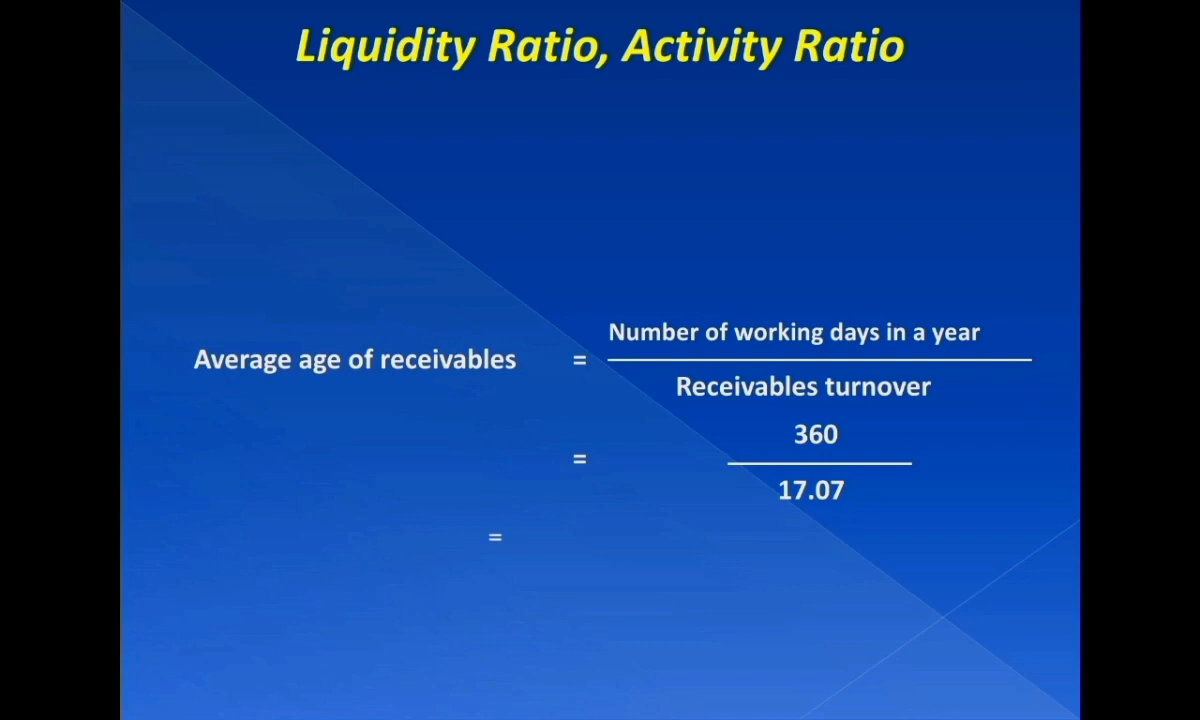 Liquidity Ratio, Activity Ratio
Number of working days in a year
Average age of receivables =
Receivables turnover
360
=
17.07
=